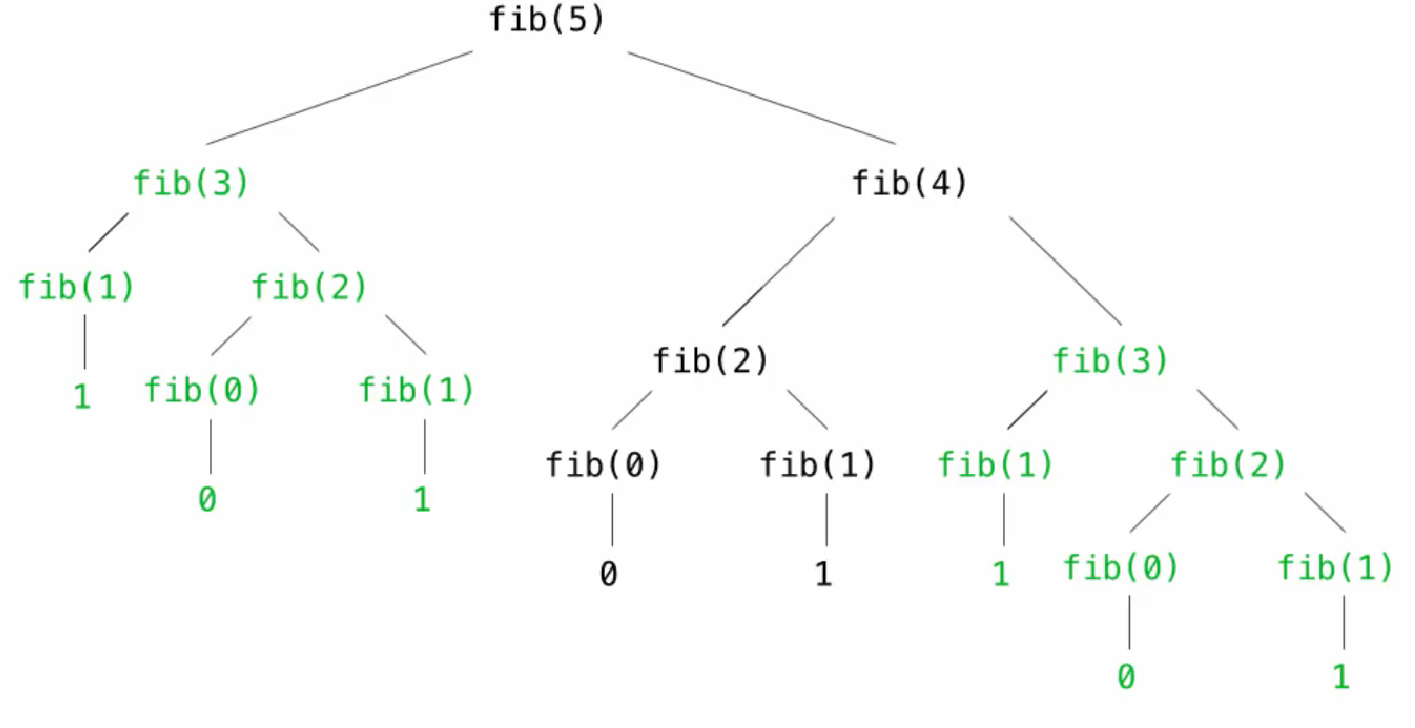 fib(5)
fib(3) fib(4)
fib(1) fib(2)
fib(2) fib(3)
1 fib(0) fib(1)
fib(0) fib(1) fib(1) fib(2)
0 1
0 1 1 fib(0) fib(1)
0 1